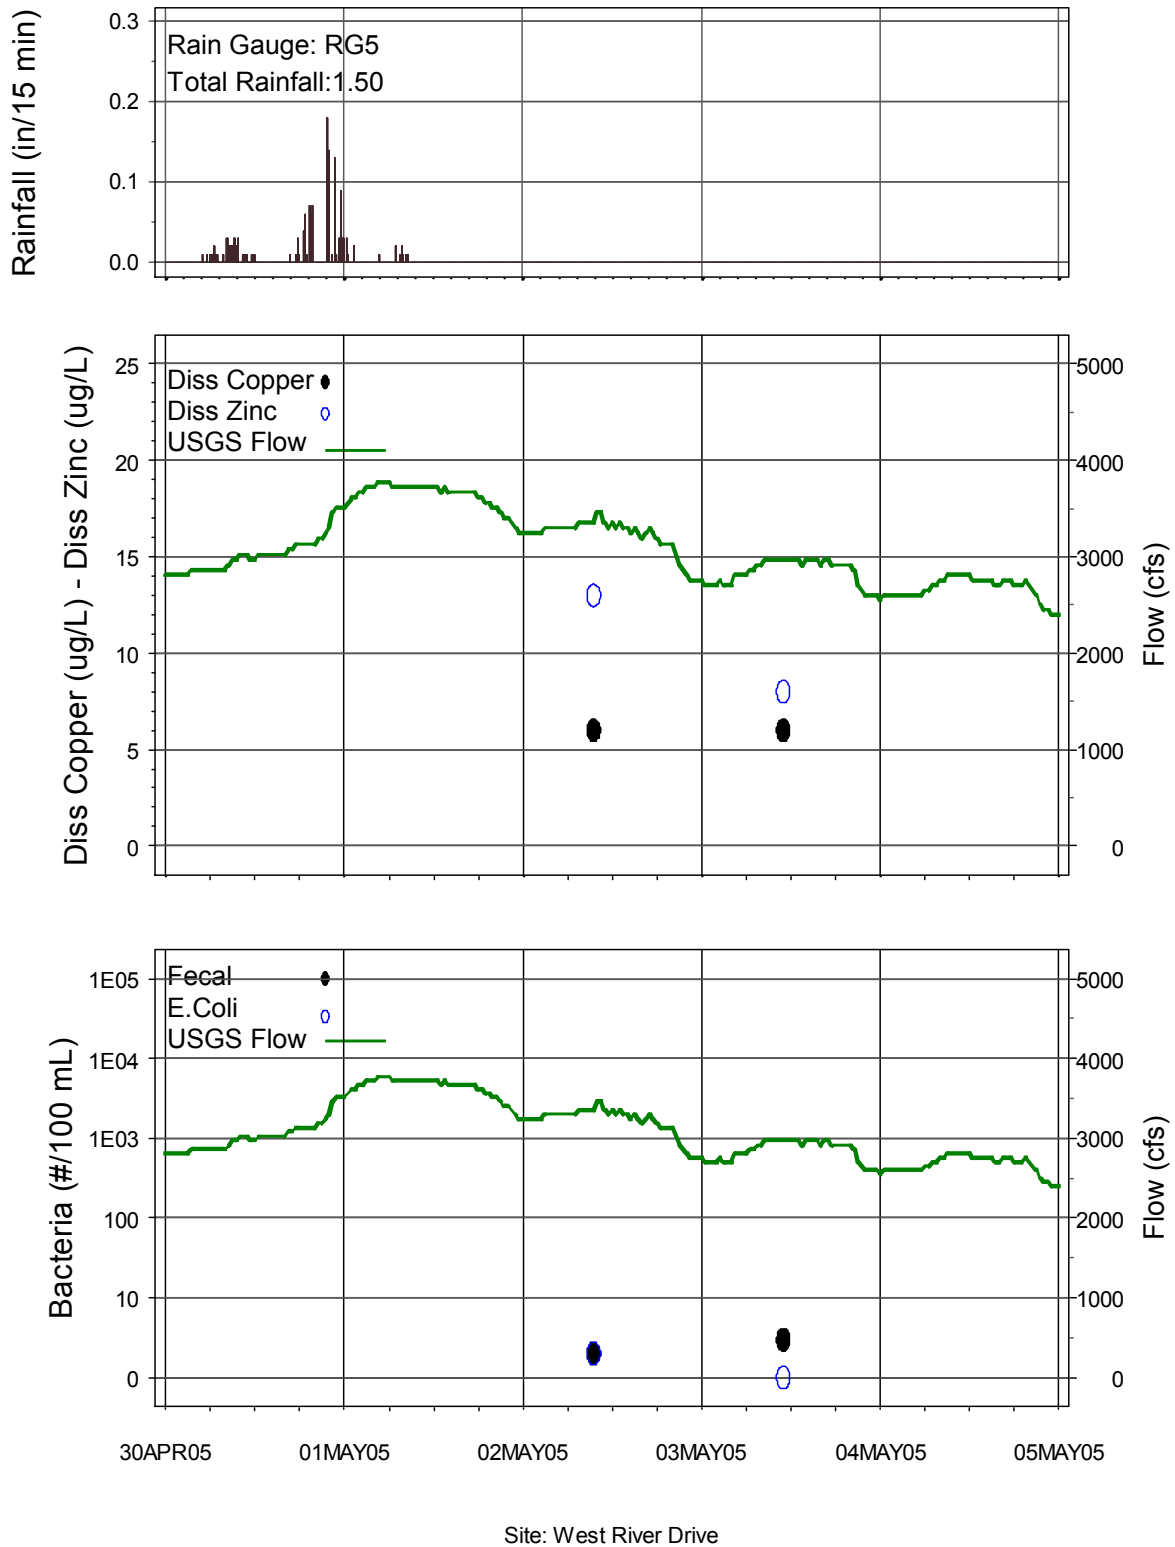 Rainfall (in/15 min)
0.3
0.2
0.1
0.0
Rain Gauge: RG5
Total Rainfall:1.50
Diss Copper (ug/L) - Diss Zinc (ug/L)
25
20
15
10
5
0
Diss Copper
Diss Zinc
USGS Flow
5000
4000
3000
2000
1000
0
Flow (cfs)
Bacteria (#/100 mL)
1E05
1E04
1E03
100
10
0
Fecal
E.Coli
USGS Flow
5000
4000
3000
2000
1000
0
Flow (cfs)
30APR05 01MAY05 02MAY05 03MAY05 04MAY05 05MAY05
Site: West River Drive